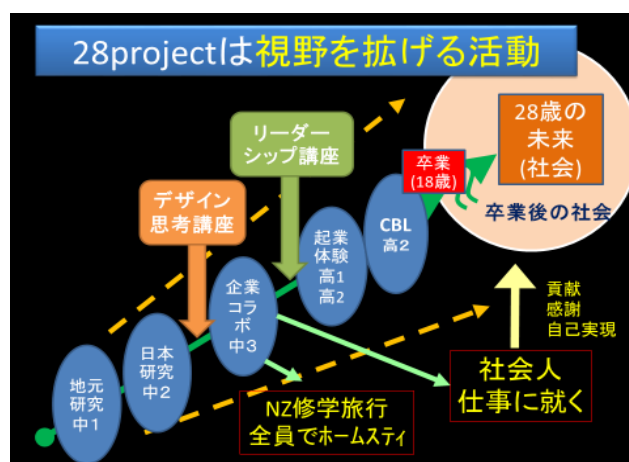 28projectは視野を拡げる活動
リーダー
シップ講座
デザイン
思考講座
地元
研究
中1
日本
研究
中2
企業
コラ
ボ
中3
起業
体験
高1
高2
CBL
高2
卒業
(18歳)
28歳の
未来
(社会)
卒業後の社会
貢献
感謝
自己実現
社会人
仕事に就く
NZ修学旅行
全員でホームスティ